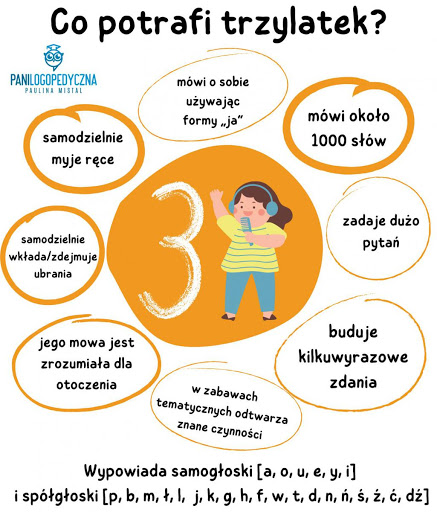 Co potrafi trzylatek?
PANILOGOPEDYCZNA
PAULINA MISTAL
mówi o sobie
używając
formy „ja”
mówi około
1000 słów
samodzielnie
myje ręce
3
zadaje dużo
pytań
samodzielnie
wkłada/zdejmuje
ubrania
buduje
kilkuwyrazowe
zdania
jego mowa jest
zrozumiała dla
otoczenia
w zabawach
tematycznych odtwarza
znane czynności
Wypowiada samogłoski [a, o, u, e, y, i]
i spółgłoski [p, b, m, ł, l, j, k, g, h, f, w, t, d, n, ń, ś, ź, ć, dź]